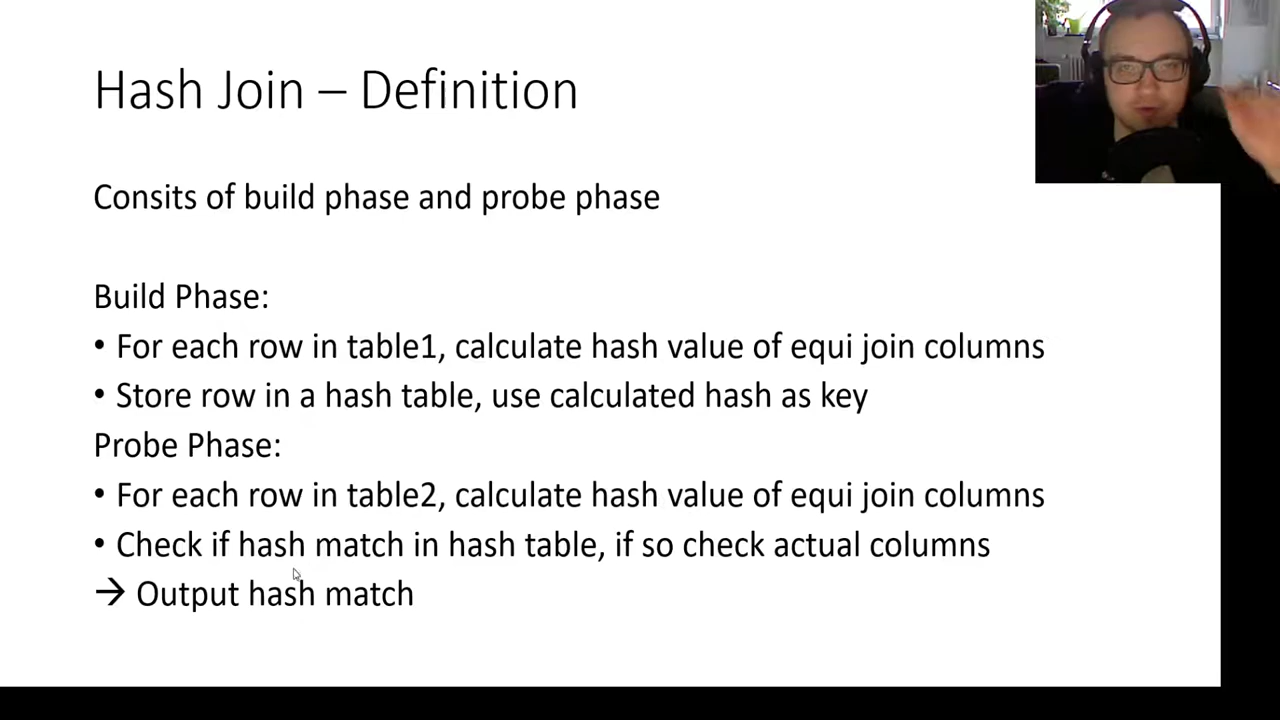 Hash Join – Definition
Consits of build phase and probe phase
Build Phase:
• For each row in table1, calculate hash value of equi join columns
• Store row in a hash table, use calculated hash as key
Probe Phase:
• For each row in table2, calculate hash value of equi join columns
• Check if hash match in hash table, if so check actual columns
→ Output hash match